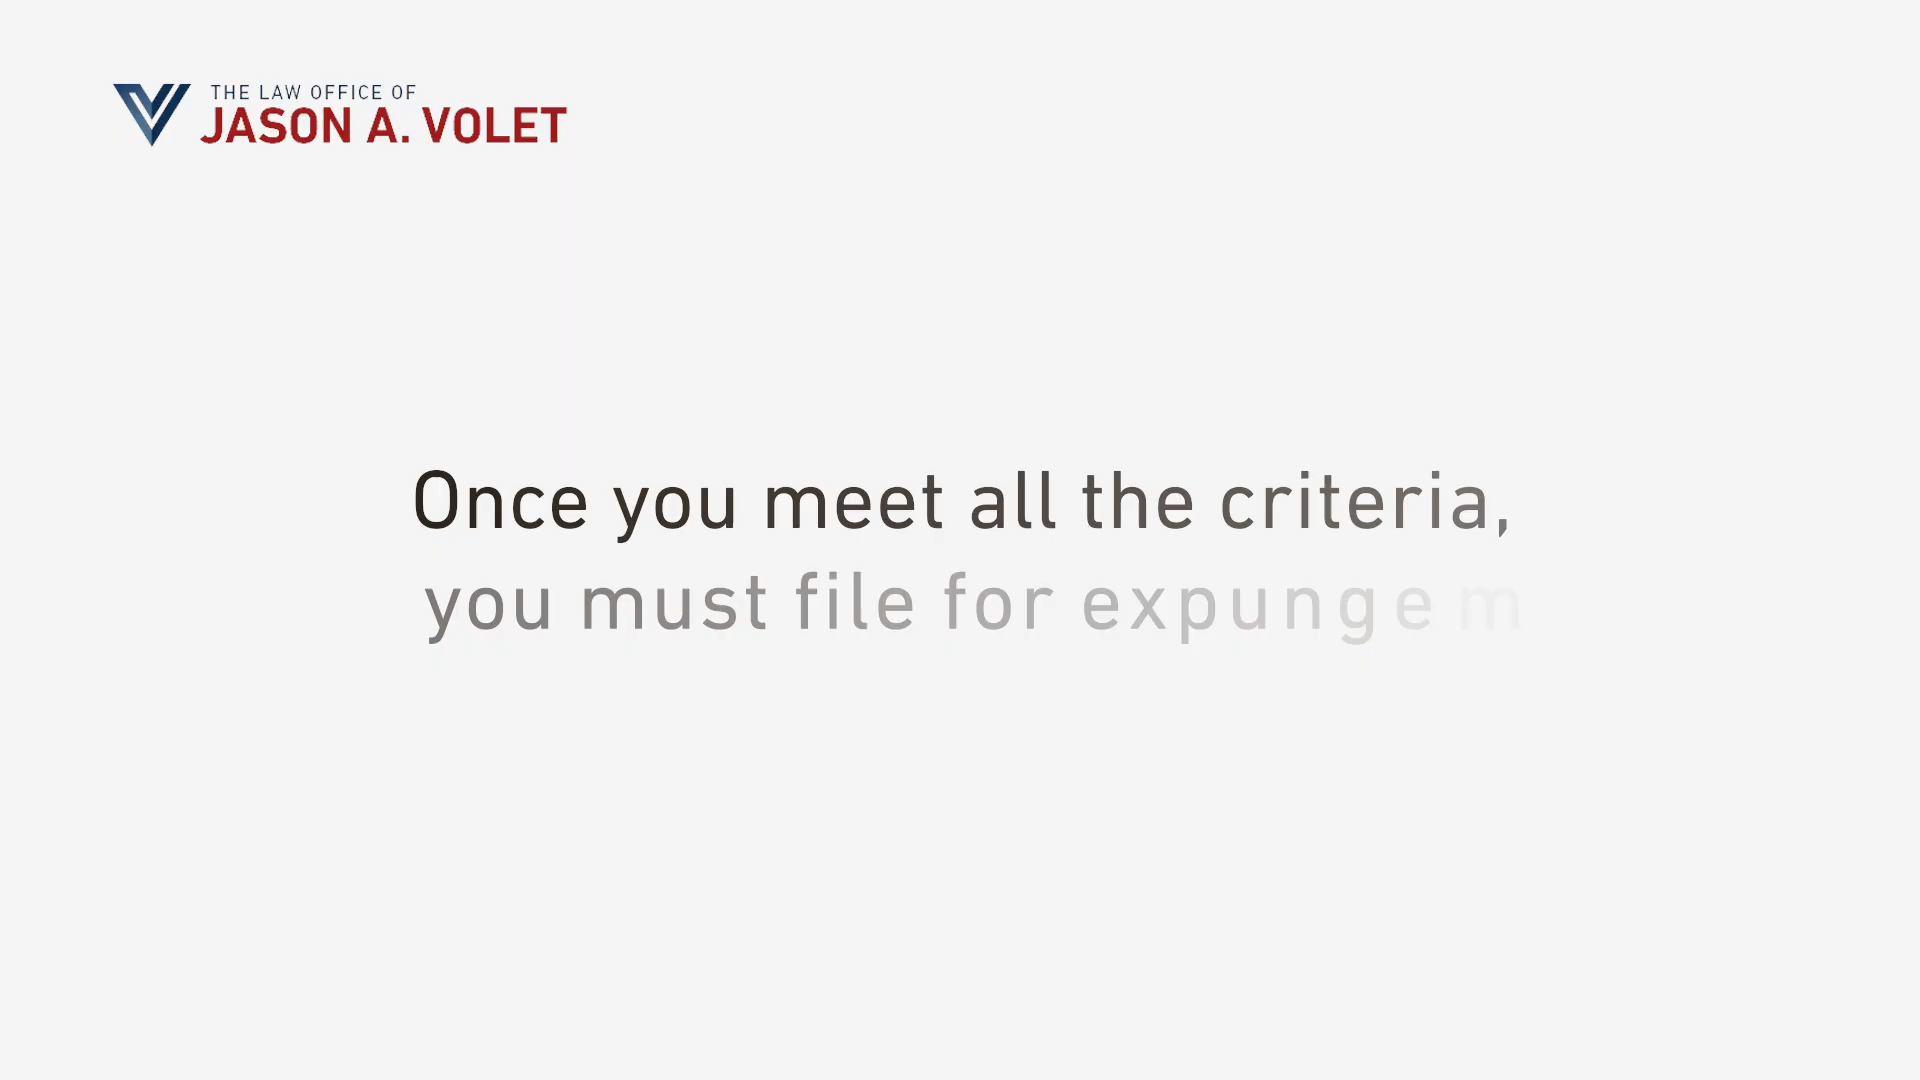 THE LAW OFFICE OF
JASON A. VOLET
Once you meet all the criteria,
you must file for expungem